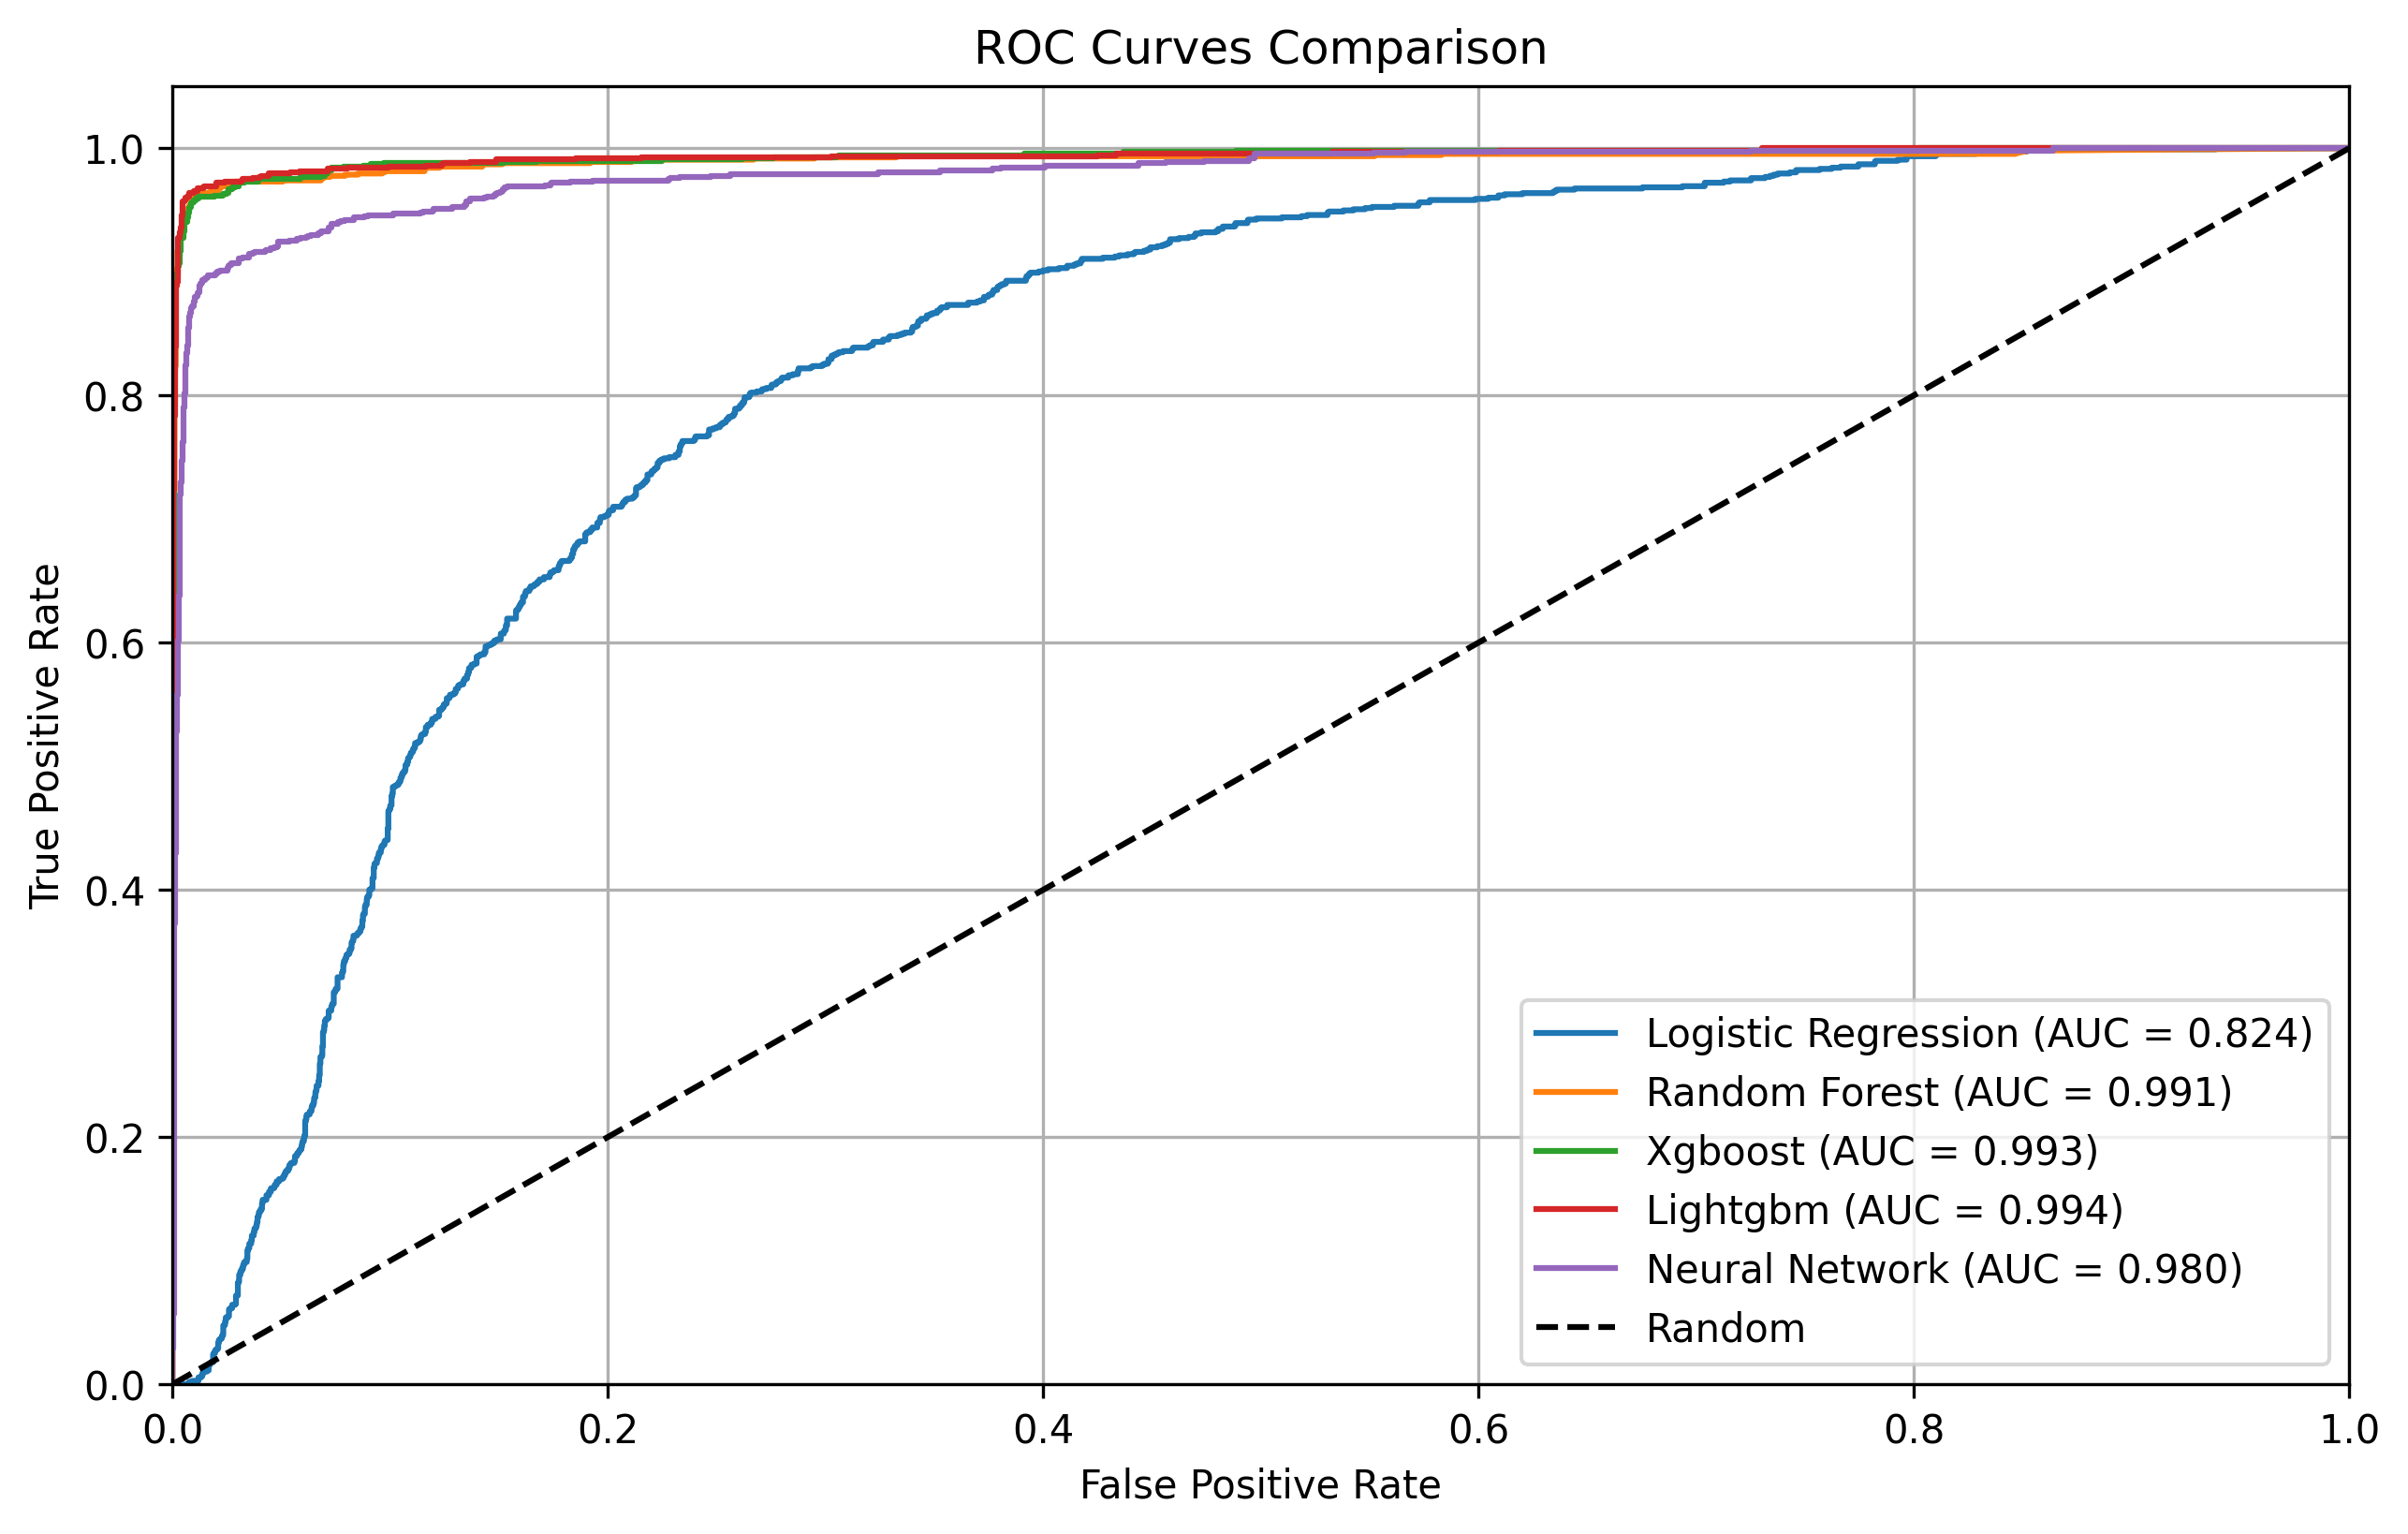 ROC Curves Comparison
True Positive Rate
1.0
0.8
0.6
0.4
0.2
0.0
0.0 0.2 0.4 0.6 0.8 1.0
False Positive Rate
Logistic Regression (AUC = 0.824)
Random Forest (AUC = 0.991)
Xgboost (AUC = 0.993)
Lightgbm (AUC = 0.994)
Neural Network (AUC = 0.980)
Random